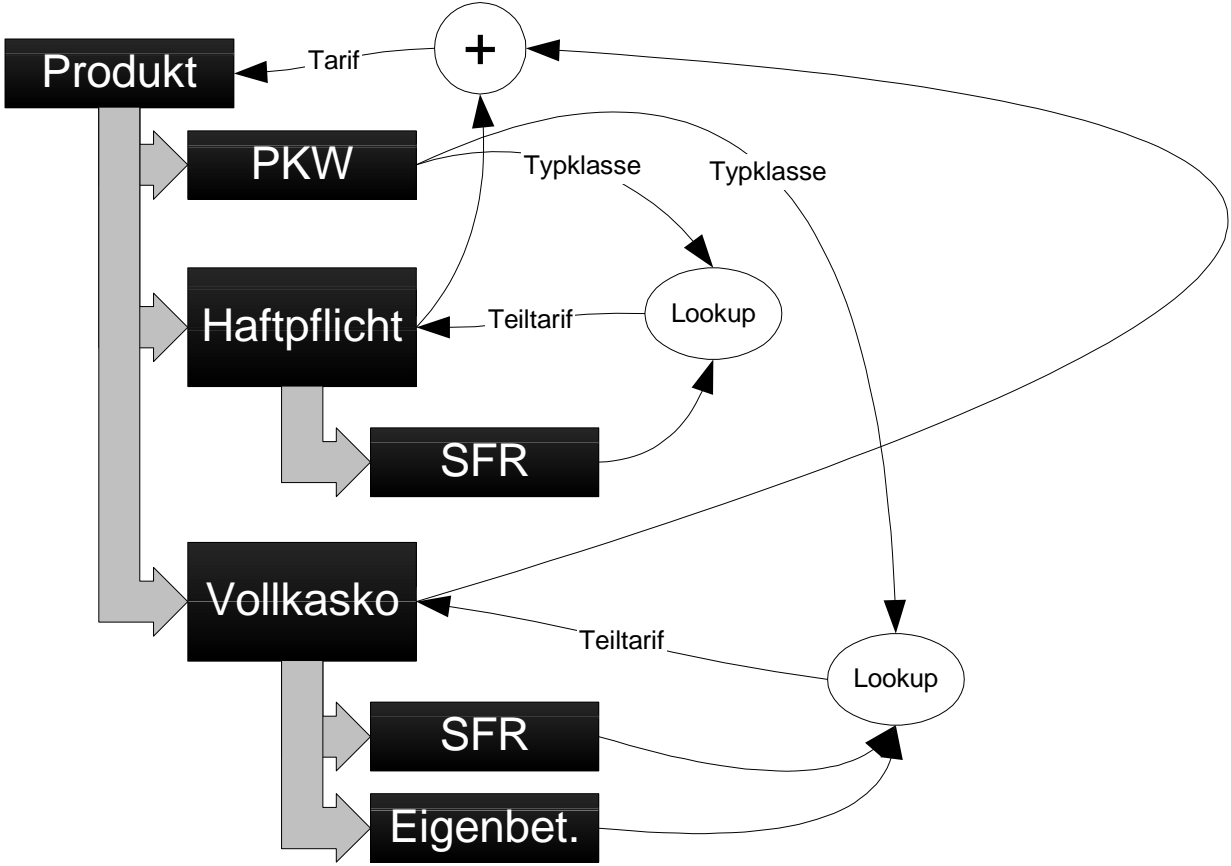 +
Produkt
Tarif
PKW
Typklasse
Typklasse
Haftpflicht
Teiltarif
Lookup
SFR
Vollkasko
Teiltarif
Lookup
SFR
Eigenbet.